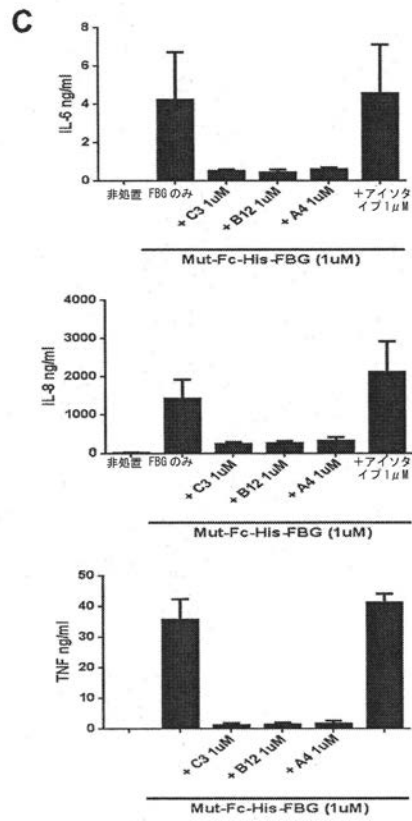 C
IL-6 ng/ml
8
6
4
2
0
非処置
FBGのみ
+ C3 1uM
+ B12 1uM
+ A4 1uM
+アイソタ
イプ1μM
Mut-Fc-His-FBG (1uM)
IL-8 ng/ml
4000
3000
2000
1000
0
非処置
FBGのみ
+ C3 1uM
+ B12 1uM
+ A4 1uM
+アイソタ
イプ1μM
Mut-Fc-His-FBG (1uM)
TNF ng/ml
50
40
30
20
10
0
+ C3 1uM
+ B12 1uM
+ A4 1uM
Mut-Fc-His-FBG (1uM)